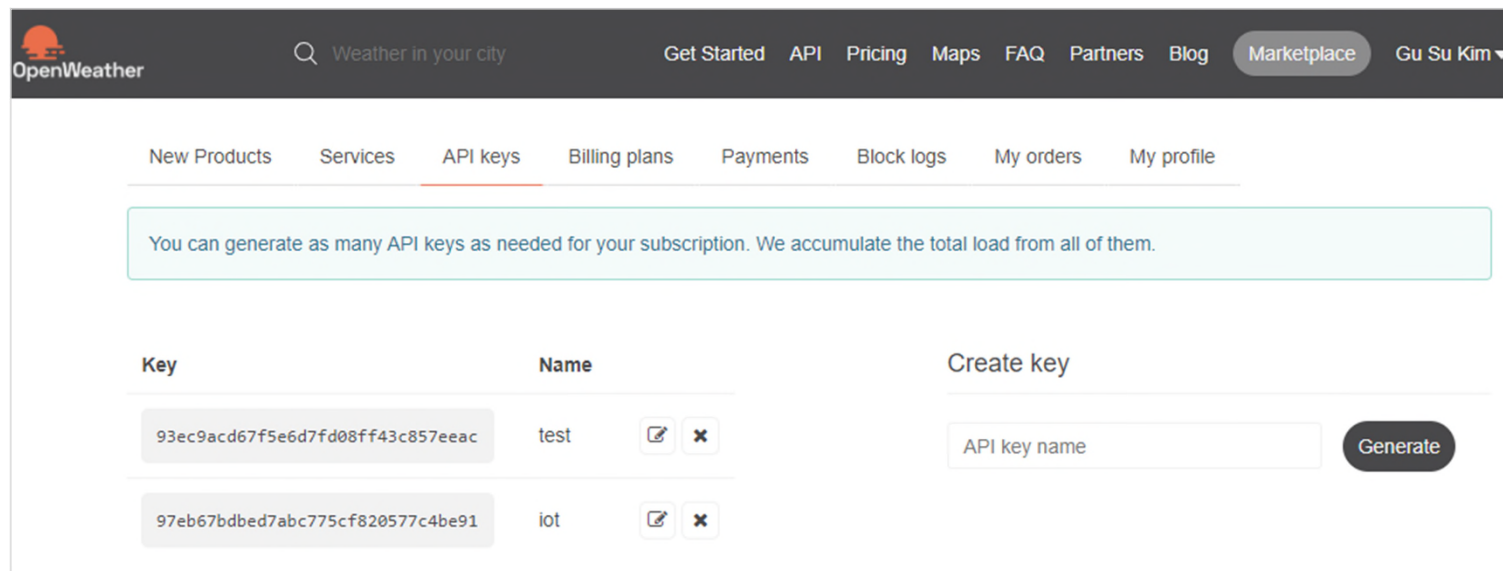 OpenWeather
Weather in your city
Get Started API Pricing Maps FAQ Partners Blog Marketplace Gu Su Kim
New Products Services API keys Billing plans Payments Block logs My orders My profile
You can generate as many API keys as needed for your subscription. We accumulate the total load from all of them.
Key Name
93ec9acd67f5e6d7fd08ff43c857eeac test
97eb67bdbed7abc775cf820577c4be91 iot
Create key
API key name Generate